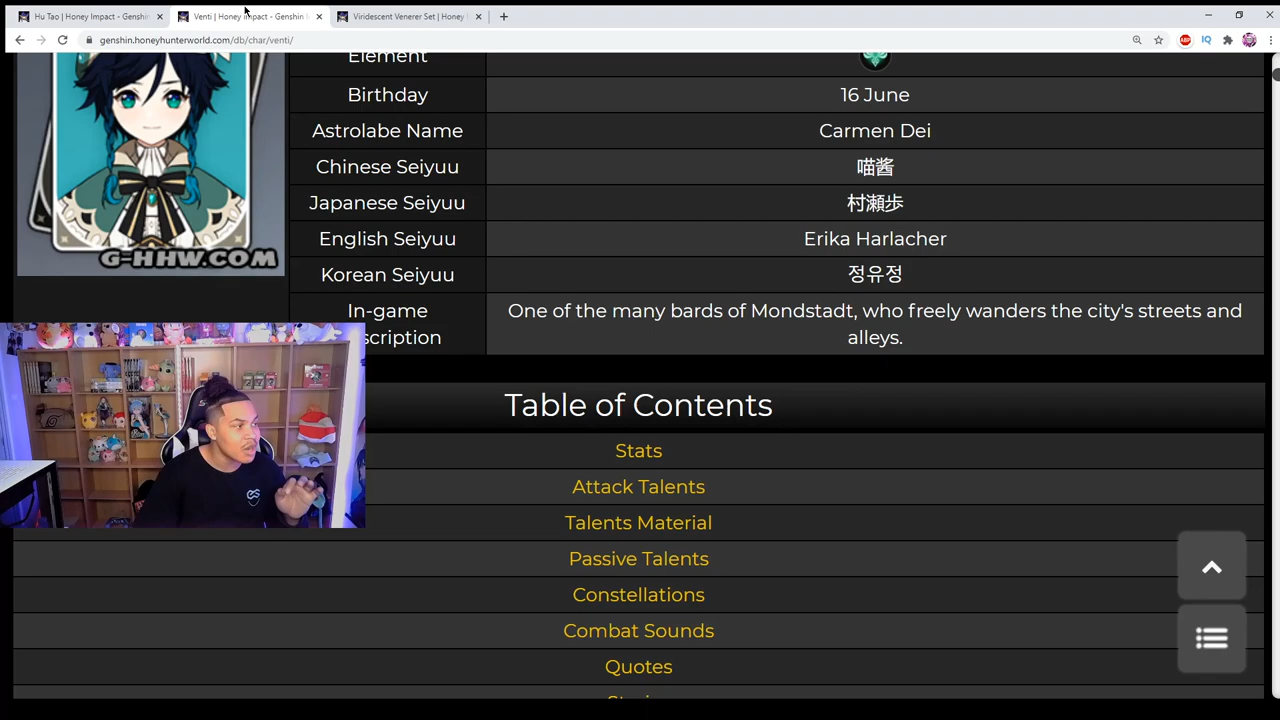 Hu Tao | Honey Impact - Genshin
Venti | Honey Impact - Genshin
Viridescent Venerer Set | Honey
genshin.honeyhunterworld.com/db/char/venti/
Element
Birthday
16 June
Astrolabe Name
Carmen Dei
Chinese Seiyuu
喵酱
Japanese Seiyuu
村瀬歩
English Seiyuu
Erika Harlacher
Korean Seiyuu
정유정
In-game
One of the many bards of Mondstadt, who freely wanders the city's streets and
alleys.
G-HHW.COM
Table of Contents
Stats
Attack Talents
Talents Material
Passive Talents
Constellations
Combat Sounds
Quotes